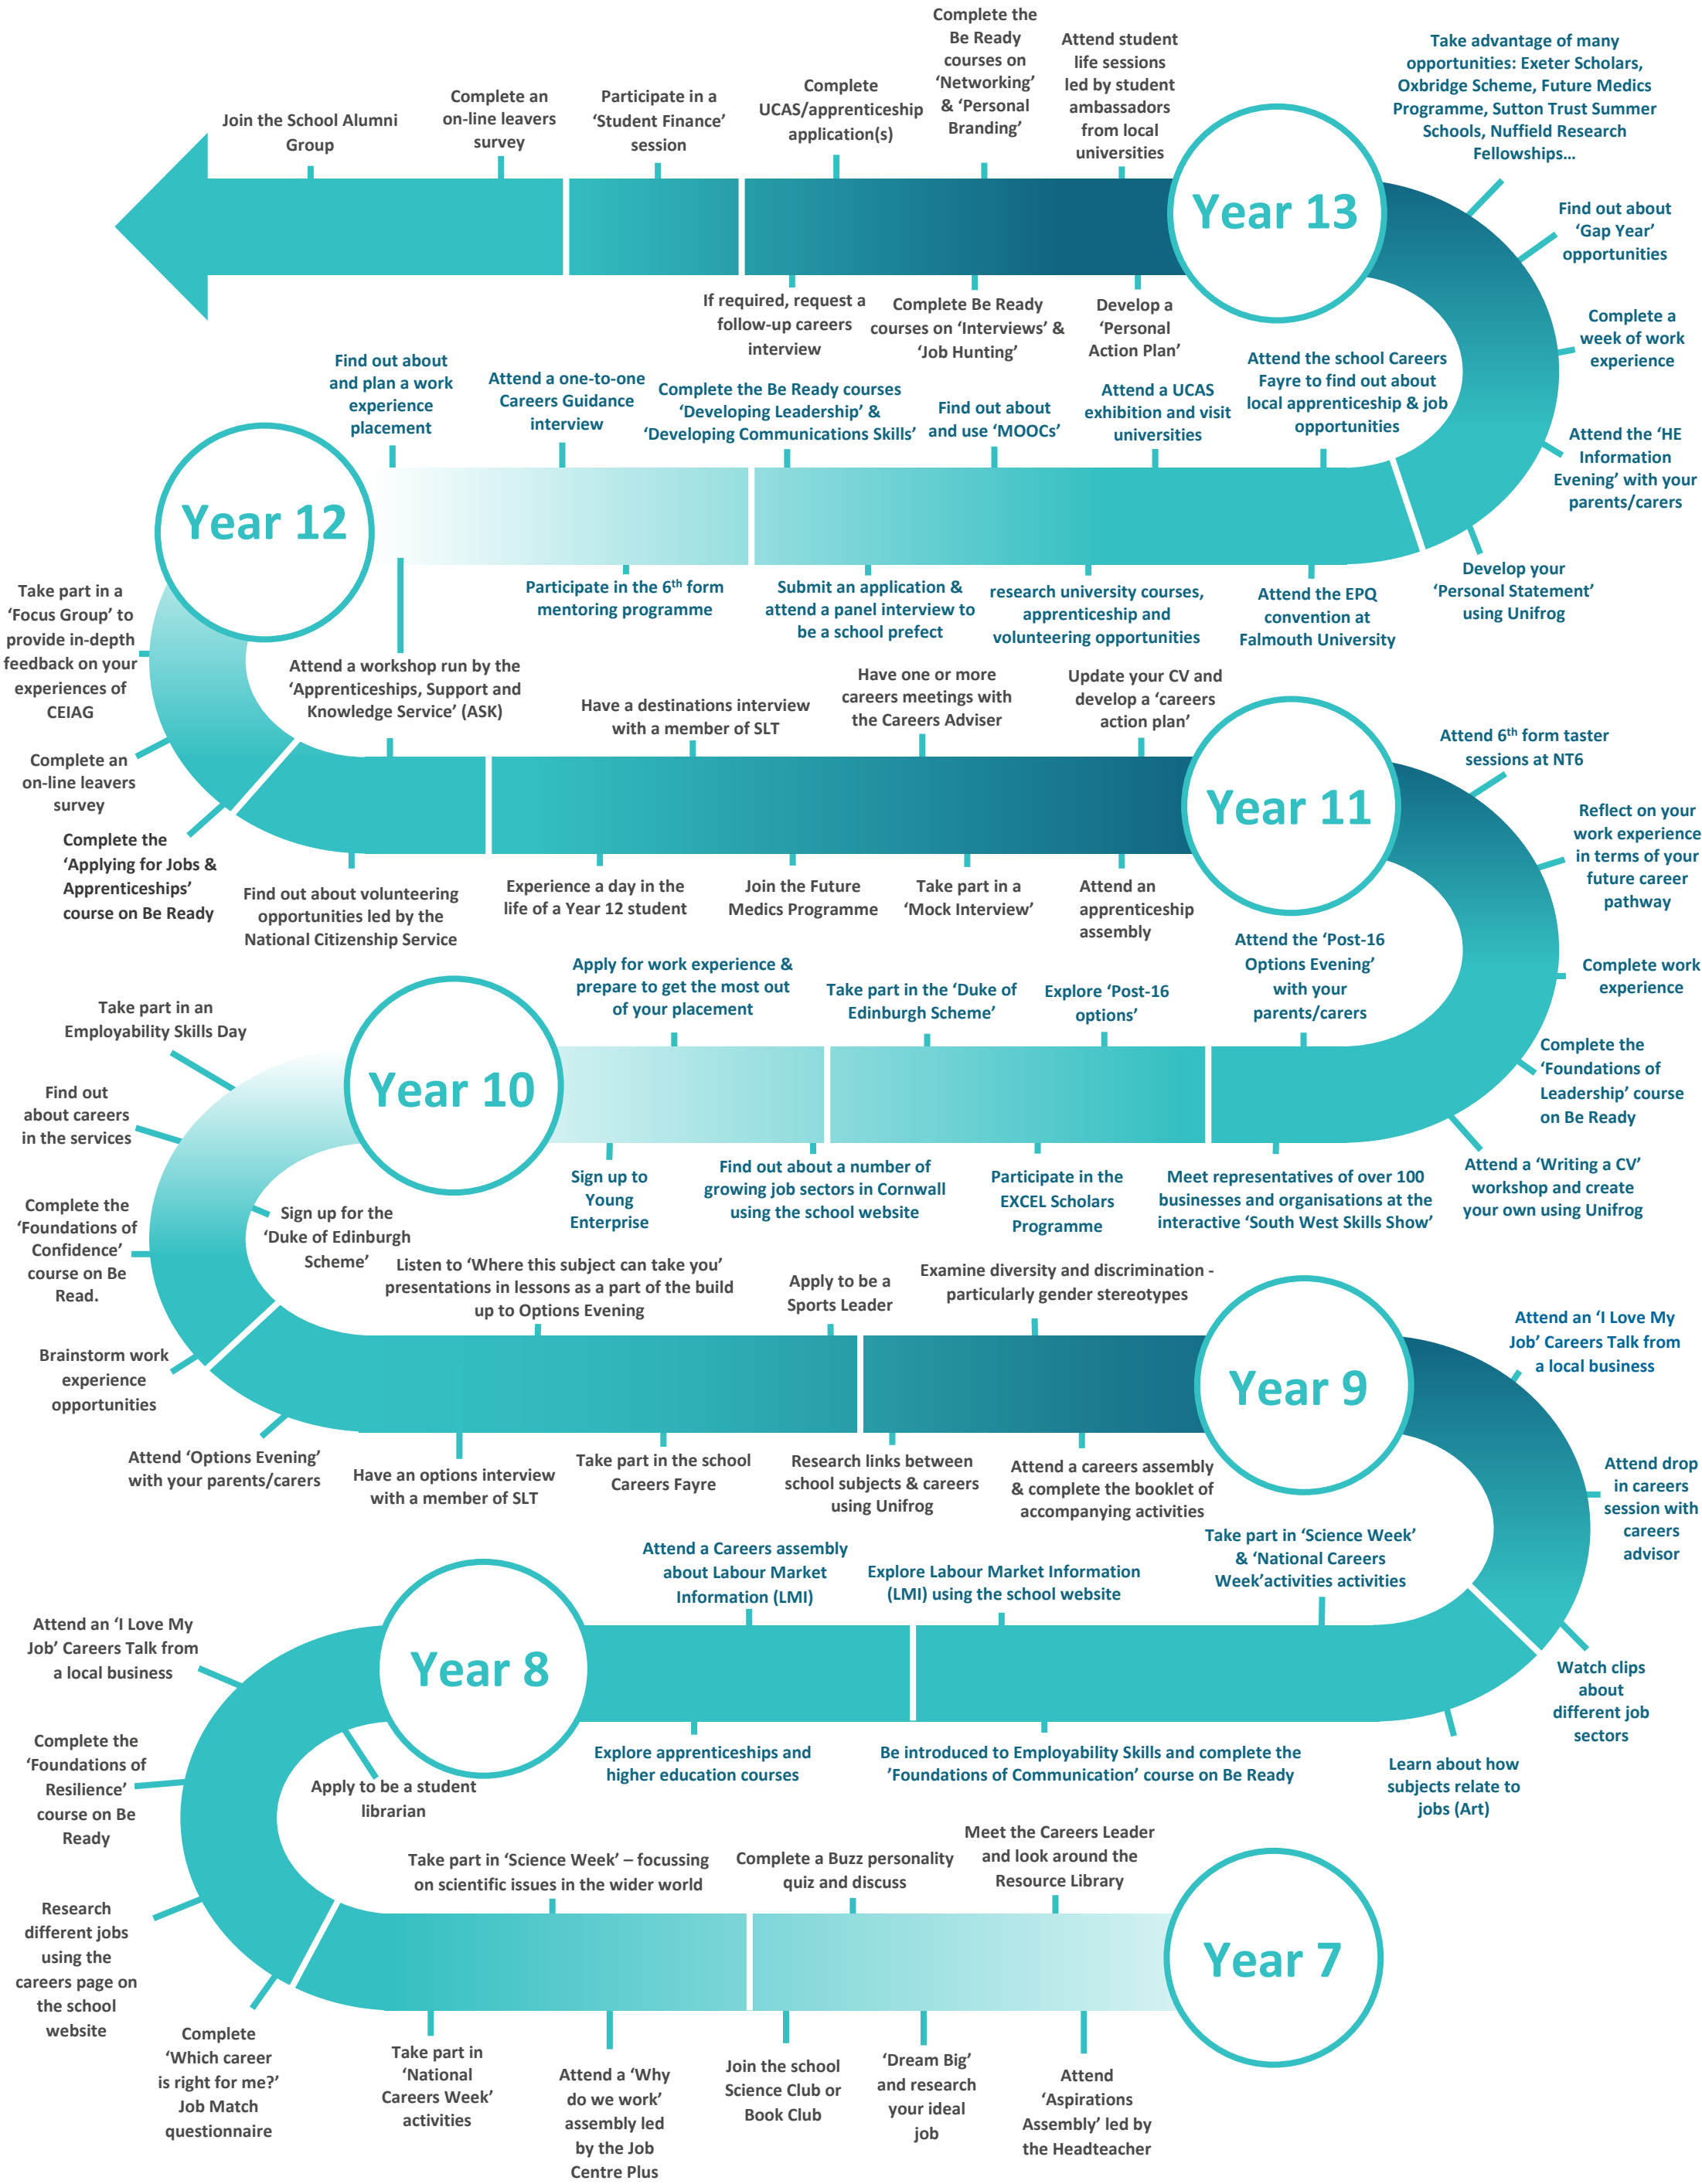 Complete the
Be Ready
courses on
‘Networking’
& ‘Personal
Branding’
Attend student
life sessions
led by student
ambassadors
from local
universities
Take advantage of many
opportunities: Exeter Scholars,
Oxbridge Scheme, Future Medics
Programme, Sutton Trust Summer
Schools, Nuffield Research
Fellowships…
Join the School Alumni
Group
Complete an
on-line leavers
survey
Participate in a
‘Student Finance’
session
Complete
UCAS/apprenticeship
application(s)
Year 13
Find out about
‘Gap Year’
opportunities
If required, request a
follow-up careers
interview
Complete Be Ready
courses on ‘Interviews’ &
‘Job Hunting’
Develop a
‘Personal
Action Plan’
Complete a
week of work
experience
Find out about
and plan a work
experience
placement
Attend a one-to-one
Careers Guidance
interview
Complete the Be Ready courses
‘Developing Leadership’ &
‘Developing Communications Skills’
Find out about
and use ‘MOOCs’
Attend a UCAS
exhibition and visit
universities
Attend the school Careers
Fayre to find out about
local apprenticeship & job
opportunities
Attend the ‘HE
Information
Evening’ with your
parents/carers
Year 12
Participate in the 6th form
mentoring programme
Submit an application &
attend a panel interview to
be a school prefect
research university courses,
apprenticeship and
volunteering opportunities
Attend the EPQ
convention at
Falmouth University
Develop your
‘Personal Statement’
using Unifrog
Take part in a
‘Focus Group’ to
provide in-depth
feedback on your
experiences of
CEIAG
Attend a workshop run by the
‘Apprenticeships, Support and
Knowledge Service’ (ASK)
Have a destinations interview
with a member of SLT
Have one or more
careers meetings with
the Careers Adviser
Update your CV and
develop a ‘careers
action plan’
Attend 6th form taster
sessions at NT6
Complete an
on-line leavers
survey
Year 11
Reflect on your
work experience
in terms of your
future career
pathway
Complete the
‘Applying for Jobs &
Apprenticeships’
course on Be Ready
Find out about volunteering
opportunities led by the
National Citizenship Service
Experience a day in the
life of a Year 12 student
Join the Future
Medics Programme
Take part in a
‘Mock Interview’
Attend an
apprenticeship
assembly
Complete work
experience
Take part in an
Employability Skills Day
Apply for work experience &
prepare to get the most out
of your placement
Take part in the ‘Duke of
Edinburgh Scheme’
Explore ‘Post-16
options’
Attend the ‘Post-16
Options Evening’
with your
parents/carers
Complete the
‘Foundations of
Leadership’ course
on Be Ready
Year 10
Find out
about careers
in the services
Sign up to
Young
Enterprise
Find out about a number of
growing job sectors in Cornwall
using the school website
Participate in the
EXCEL Scholars
Programme
Meet representatives of over 100
businesses and organisations at the
interactive ‘South West Skills Show’
Attend a ‘Writing a CV’
workshop and create
your own using Unifrog
Complete the
‘Foundations of
Confidence’
course on Be
Read.
Sign up for the
‘Duke of Edinburgh
Scheme’
Listen to ‘Where this subject can take you’
presentations in lessons as a part of the build
up to Options Evening
Apply to be a
Sports Leader
Examine diversity and discrimination -
particularly gender stereotypes
Attend an ‘I Love My
Job’ Careers Talk from
a local business
Year 9
Brainstorm work
experience
opportunities
Attend ‘Options Evening’
with your parents/carers
Have an options interview
with a member of SLT
Take part in the school
Careers Fayre
Research links between
school subjects & careers
using Unifrog
Attend a careers assembly
& complete the booklet of
accompanying activities
Attend drop
in careers
session with
careers
advisor
Attend a Careers assembly
about Labour Market
Information (LMI)
Explore Labour Market Information
(LMI) using the school website
Take part in ‘Science Week’
& ‘National Careers
Week’activities activities
Attend an ‘I Love My
Job’ Careers Talk from
a local business
Year 8
Watch clips
about
different job
sectors
Complete the
‘Foundations of
Resilience’
course on Be
Ready
Apply to be a student
librarian
Explore apprenticeships and
higher education courses
Be introduced to Employability Skills and complete the
’Foundations of Communication’ course on Be Ready
Learn about how
subjects relate to
jobs (Art)
Take part in ‘Science Week’ – focussing
on scientific issues in the wider world
Complete a Buzz personality
quiz and discuss
Meet the Careers Leader
and look around the
Resource Library
Research
different jobs
using the
careers page on
the school
website
Year 7
Complete
‘Which career
is right for me?’
Job Match
questionnaire
Take part in
‘National
Careers Week’
activities
Attend a ‘Why
do we work’
assembly led
by the Job
Centre Plus
Join the school
Science Club or
Book Club
‘Dream Big’
and research
your ideal
job
Attend
‘Aspirations
Assembly’ led by
the Headteacher